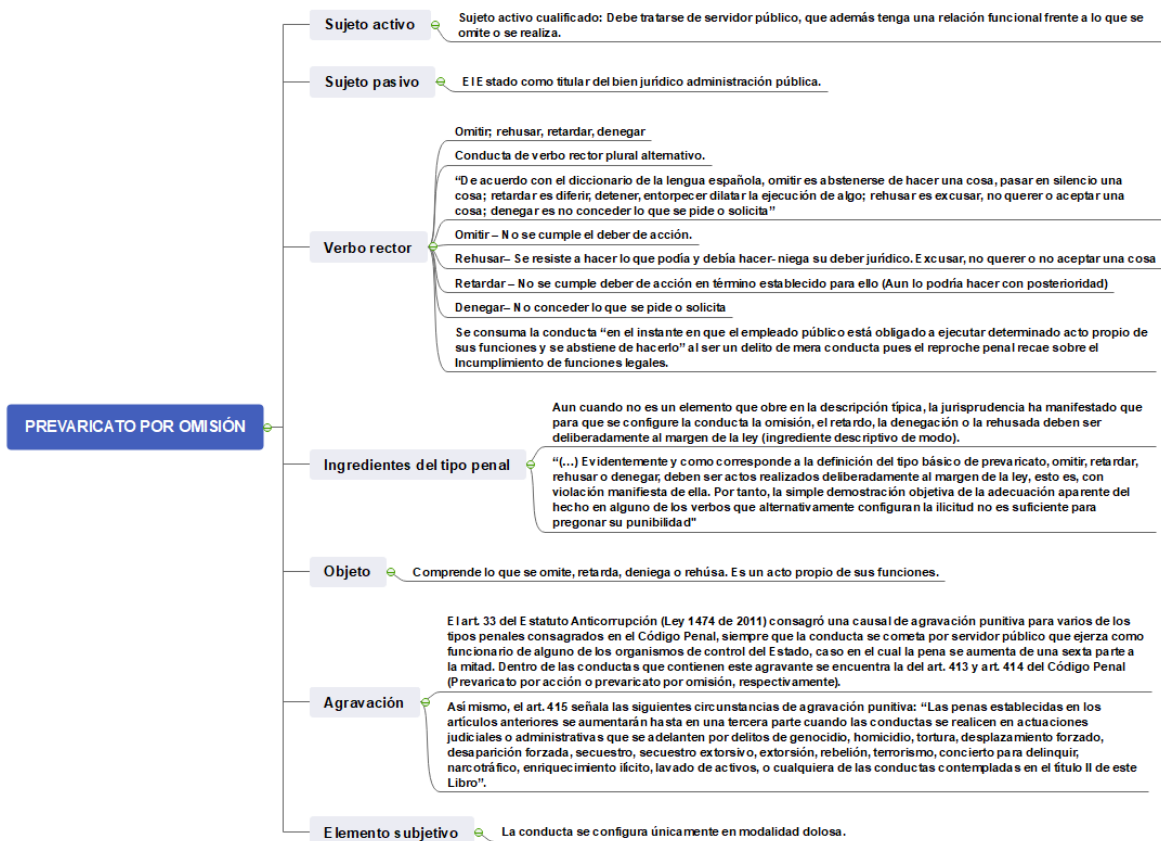 PREVARICATO POR OMISIÓN
Sujeto activo
Sujeto activo cualificado: Debe tratarse de servidor público, que además tenga una relación funcional frente a lo que se
omite o se realiza.
Sujeto pasivo
El Estado como titular del bien jurídico administración pública.
Verbo rector
Omitir; rehusar, retardar, denegar
Conducta de verbo rector plural alternativo.
“De acuerdo con el diccionario de la lengua española, omitir es abstenerse de hacer una cosa, pasar en silencio una
cosa; retardar es diferir, detener, entorpecer dilatar la ejecución de algo; rehusar es excusar, no querer o aceptar una
cosa; denegar es no conceder lo que se pide o solicita”
Omitir – No se cumple el deber de acción.
Rehusar– Se resiste a hacer lo que podía y debía hacer- niega su deber jurídico. Excusar, no querer o no aceptar una cosa
Retardar – No se cumple deber de acción en término establecido para ello (Aun lo podría hacer con posterioridad)
Denegar– No conceder lo que se pide o solicita
Se consuma la conducta “en el instante en que el empleado público está obligado a ejecutar determinado acto propio de
sus funciones y se abstiene de hacerlo” al ser un delito de mera conducta pues el reproche penal recae sobre el
Incumplimiento de funciones legales.
Ingredientes del tipo penal
Aun cuando no es un elemento que obre en la descripción típica, la jurisprudencia ha manifestado que
para que se configure la conducta la omisión, el retardo, la denegación o la rehusada deben ser
deliberadamente al margen de la ley (ingrediente descriptivo de modo).
“(...) Evidentemente y como corresponde a la definición del tipo básico de prevaricato, omitir, retardar,
rehusar o denegar, deben ser actos realizados deliberadamente al margen de la ley, esto es, con
violación manifiesta de ella. Por tanto, la simple demostración objetiva de la adecuación aparente del
hecho en alguno de los verbos que alternativamente configuran la ilicitud no es suficiente para
pregonar su punibilidad"
Objeto
Comprende lo que se omite, retarda, deniega o rehúsa. Es un acto propio de sus funciones.
Agravación
El art. 33 del Estatuto Anticorrupción (Ley 1474 de 2011) consagró una causal de agravación punitiva para varios de los
tipos penales consagrados en el Código Penal, siempre que la conducta se cometa por servidor público que ejerza como
funcionario de alguno de los organismos de control del Estado, caso en el cual la pena se aumenta de una sexta parte a
la mitad. Dentro de las conductas que contienen este agravante se encuentra la del art. 413 y art. 414 del Código Penal
(Prevaricato por acción o prevaricato por omisión, respectivamente).
Así mismo, el art. 415 señala las siguientes circunstancias de agravación punitiva: “Las penas establecidas en los
artículos anteriores se aumentarán hasta en una tercera parte cuando las conductas se realicen en actuaciones
judiciales o administrativas que se adelanten por delitos de genocidio, homicidio, tortura, desplazamiento forzado,
desaparición forzada, secuestro, secuestro extorsivo, extorsión, rebelión, terrorismo, concierto para delinquir,
narcotráfico, enriquecimiento ilícito, lavado de activos, o cualquiera de las conductas contempladas en el título II de este
Libro”.
Elemento subjetivo
La conducta se configura únicamente en modalidad dolosa.